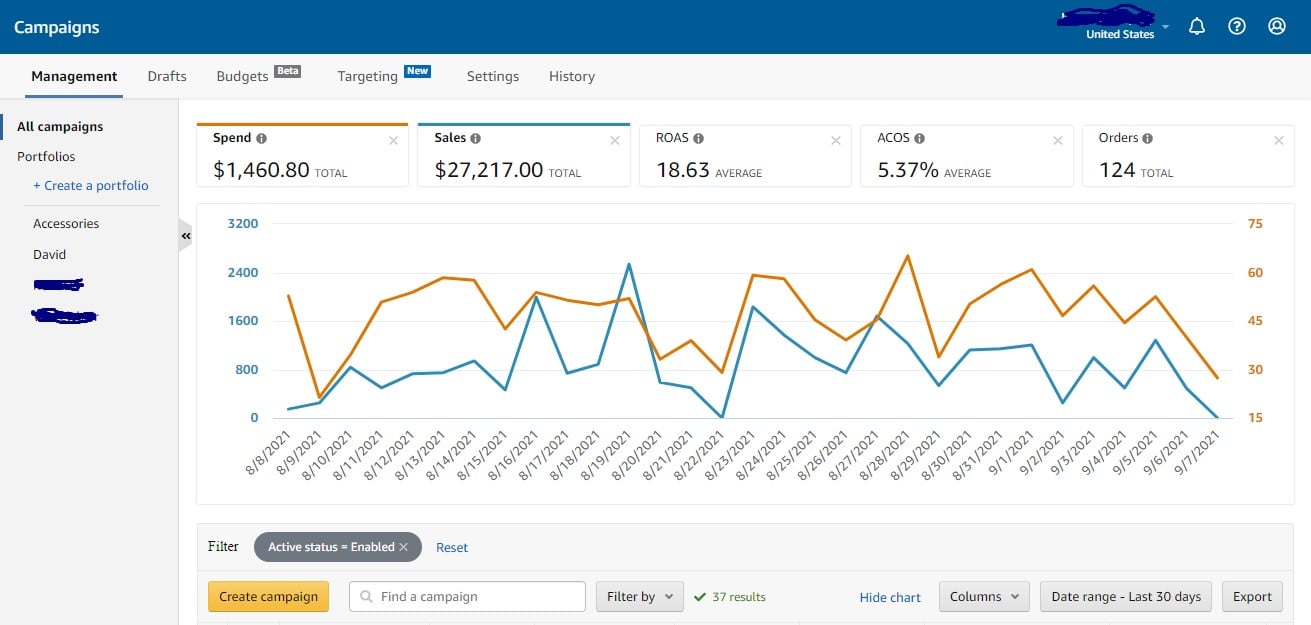 Campaigns
United States
Management Drafts Budgets Beta Targeting New Settings History
All campaigns
Portfolios
+ Create a portfolio
Accessories
David
Spend Sales ROAS ACOS Orders
$1,460.80 TOTAL $27,217.00 TOTAL 18.63 AVERAGE 5.37% AVERAGE 124 TOTAL
3200 75
2400 60
1600 45
800 30
0 15
8/8/2021 8/9/2021 8/10/2021 8/11/2021 8/12/2021 8/13/2021 8/14/2021 8/15/2021 8/16/2021 8/17/2021 8/18/2021 8/19/2021 8/20/2021 8/21/2021 8/22/2021 8/23/2021 8/24/2021 8/25/2021 8/26/2021 8/27/2021 8/28/2021 8/29/2021 8/30/2021 8/31/2021 9/1/2021 9/2/2021 9/3/2021 9/4/2021 9/5/2021 9/6/2021 9/7/2021
Filter Active status = Enabled Reset
Create campaign Find a campaign Filter by 37 results Hide chart Columns Date range - Last 30 days Export